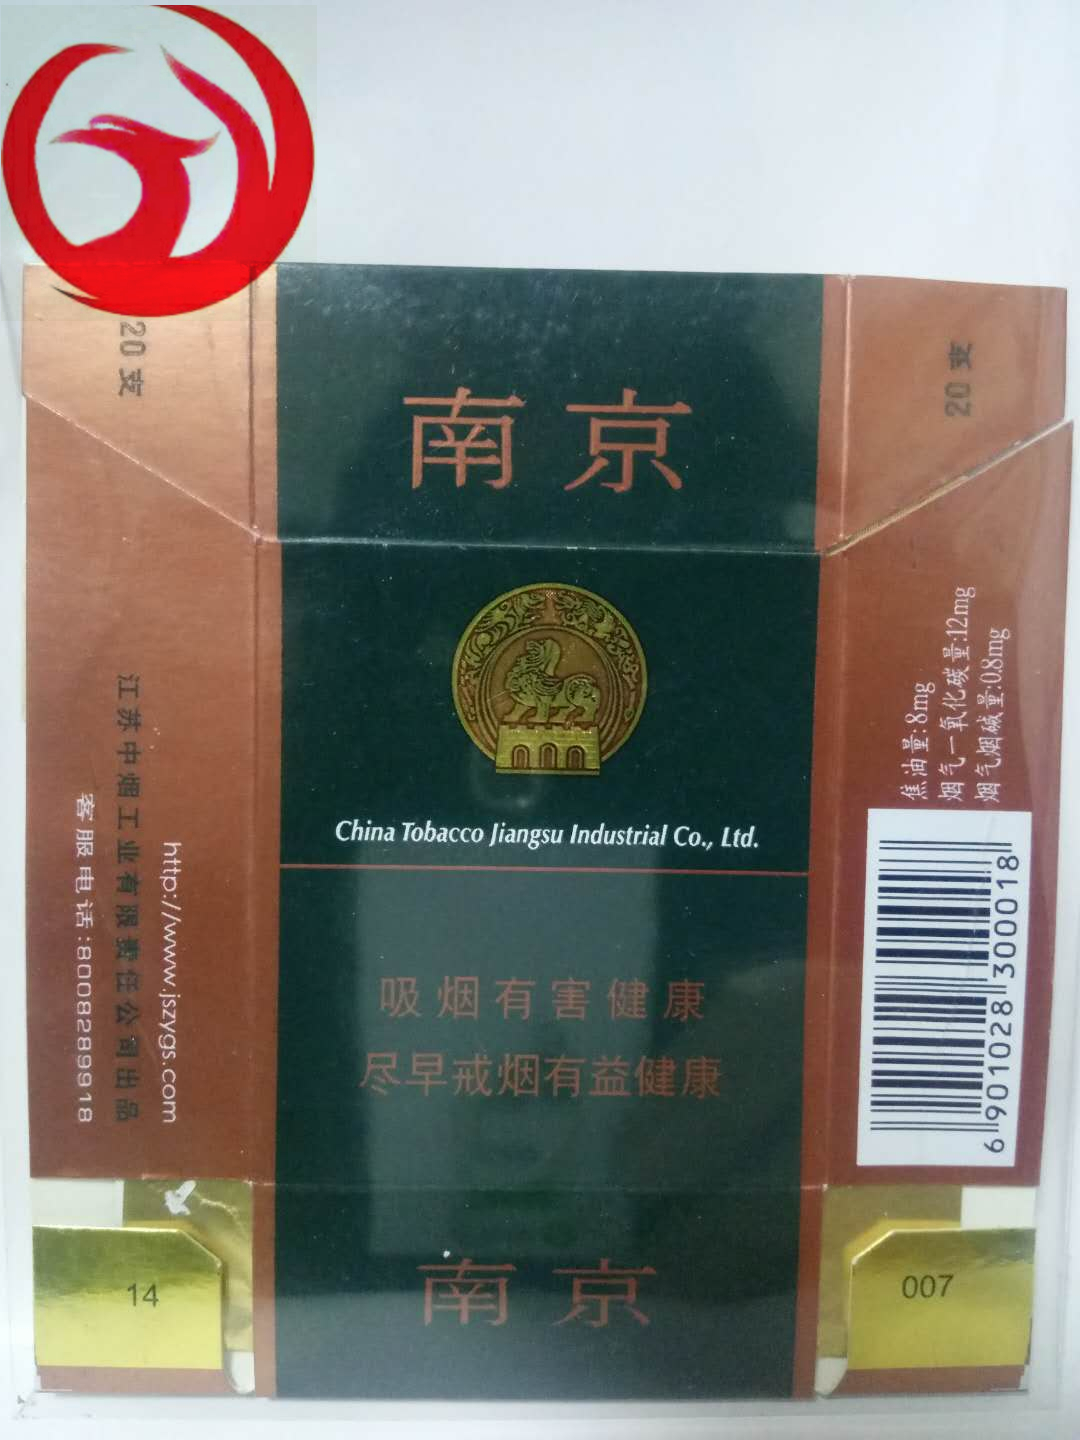 20支
南京
20支
China Tobacco Jiangsu Industrial Co., Ltd.
吸烟有害健康
尽早戒烟有益健康
南京
http://www.jszygs.com
江苏中烟工业有限责任公司出品
客服电话:8008289918
焦油量:8mg
烟气一氧化碳量:12mg
烟气烟碱量:0.8mg
6 901028 300018
14
007